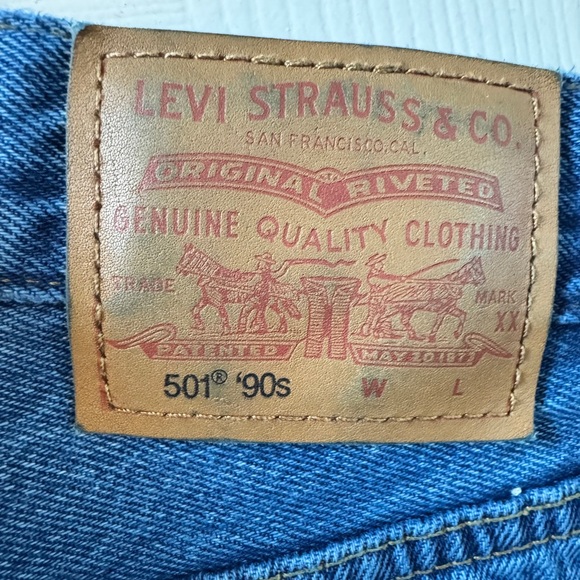 LEVI STRAUSS & CO.
SAN FRANCISCO, CAL.
ORIGINAL RIVETED
GENUINE QUALITY CLOTHING
TRADE MARK
XX
PATENTED MAY 20 1873
501® '90s W L